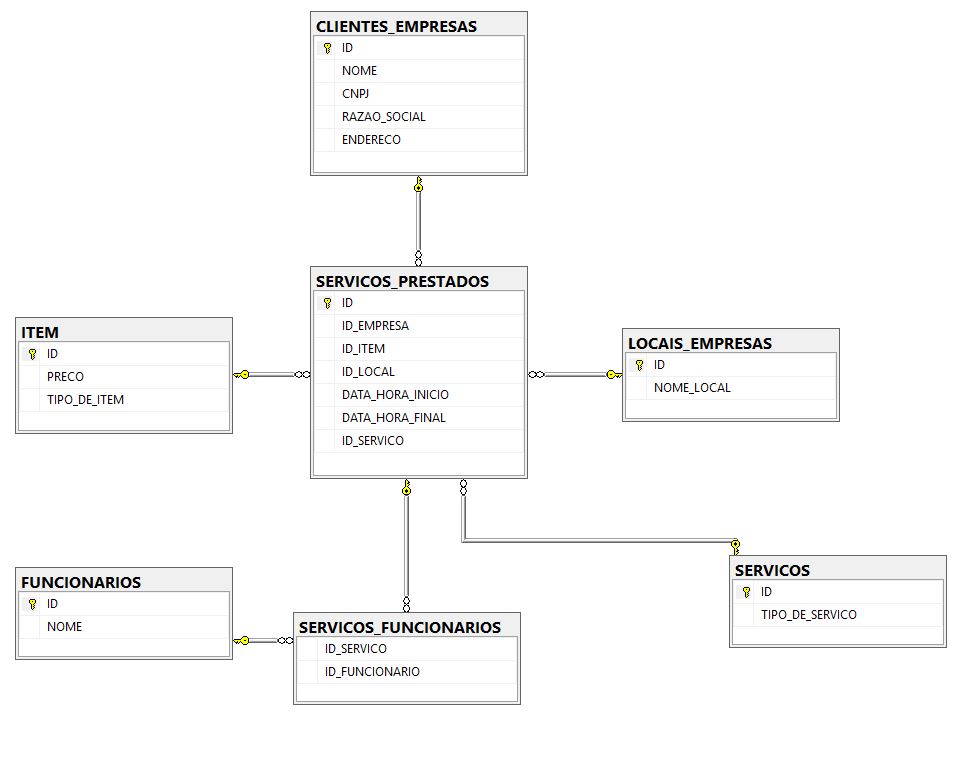 CLIENTES_EMPRESAS
ID
NOME
CNPJ
RAZAO_SOCIAL
ENDERECO
SERVICOS_PRESTADOS
ID
ID_EMPRESA
ID_ITEM
ID_LOCAL
DATA_HORA_INICIO
DATA_HORA_FINAL
ID_SERVICO
ITEM
ID
PRECO
TIPO_DE_ITEM
LOCAIS_EMPRESAS
ID
NOME_LOCAL
FUNCIONARIOS
ID
NOME
SERVICOS_FUNCIONARIOS
ID_SERVICO
ID_FUNCIONARIO
SERVICOS
ID
TIPO_DE_SERVICO